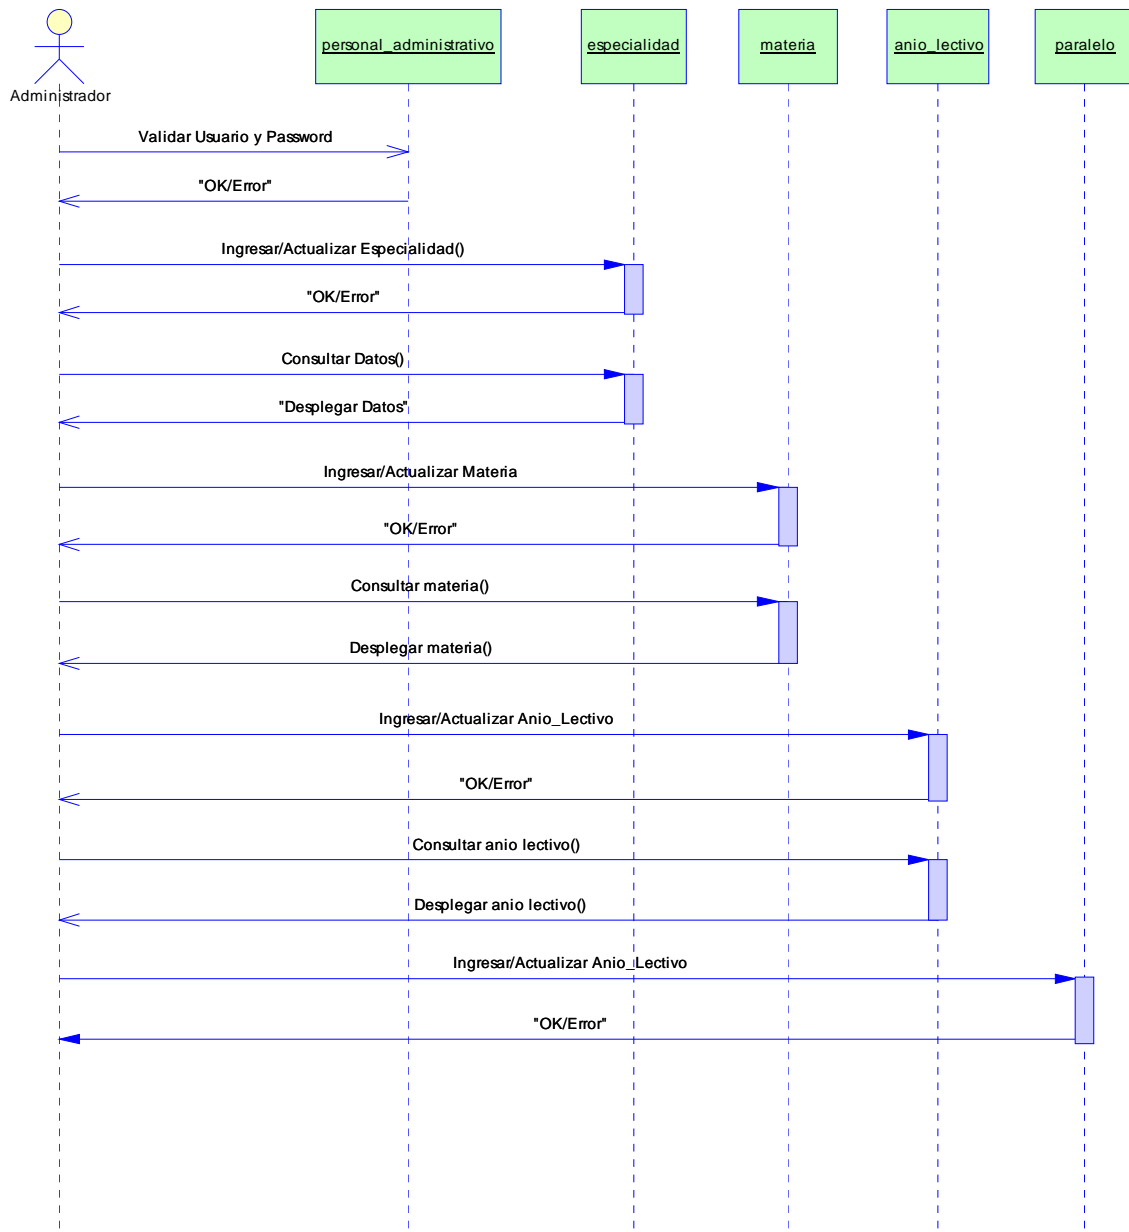 personal_administrativo
especialidad
materia
anio_lectivo
paralelo
Administrador
Validar Usuario y Password
"OK/Error"
Ingresar/Actualizar Especialidad()
"OK/Error"
Consultar Datos()
"Desplegar Datos"
Ingresar/Actualizar Materia
"OK/Error"
Consultar materia()
Desplegar materia()
Ingresar/Actualizar Anio_Lectivo
"OK/Error"
Consultar anio lectivo()
Desplegar anio lectivo()
Ingresar/Actualizar Anio_Lectivo
"OK/Error"